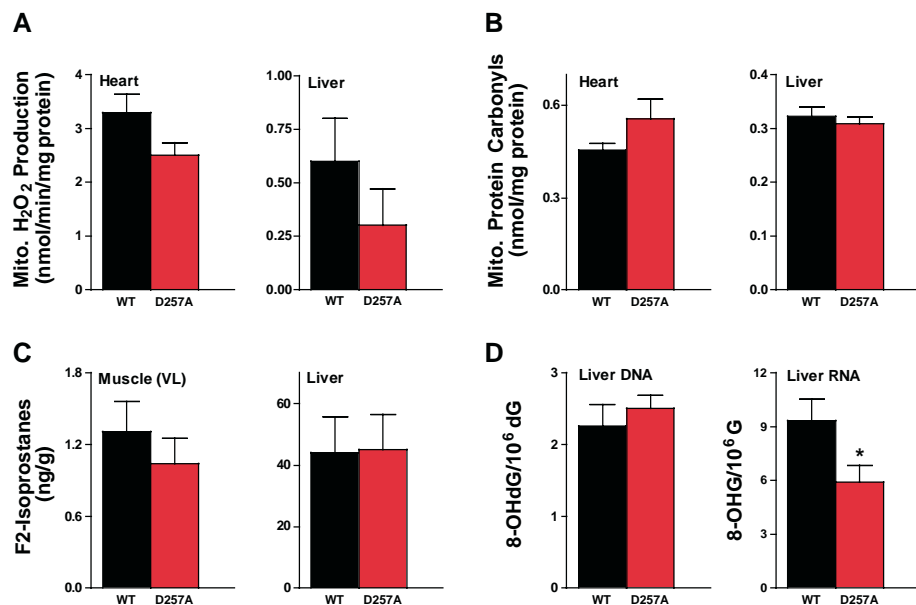 A
Mito. H2O2 Production
(nmol/min/mg protein)
Heart
4
3
2
1
0
WT D257A
Liver
1.00
0.75
0.50
0.25
0.00
WT D257A
B
Mito. Protein Carbonyls
(nmol/mg protein)
Heart
0.6
0.3
0.0
WT D257A
Liver
0.4
0.3
0.2
0.1
0.0
WT D257A
C
F2-Isoprostanes
(ng/g)
Muscle (VL)
1.8
1.2
0.6
0.0
WT D257A
Liver
60
40
20
0
WT D257A
D
8-OHdG/10^6 dG
Liver DNA
3
2
1
0
WT D257A
8-OHG/10^6 G
Liver RNA
12
9
6
3
0
*
WT D257A